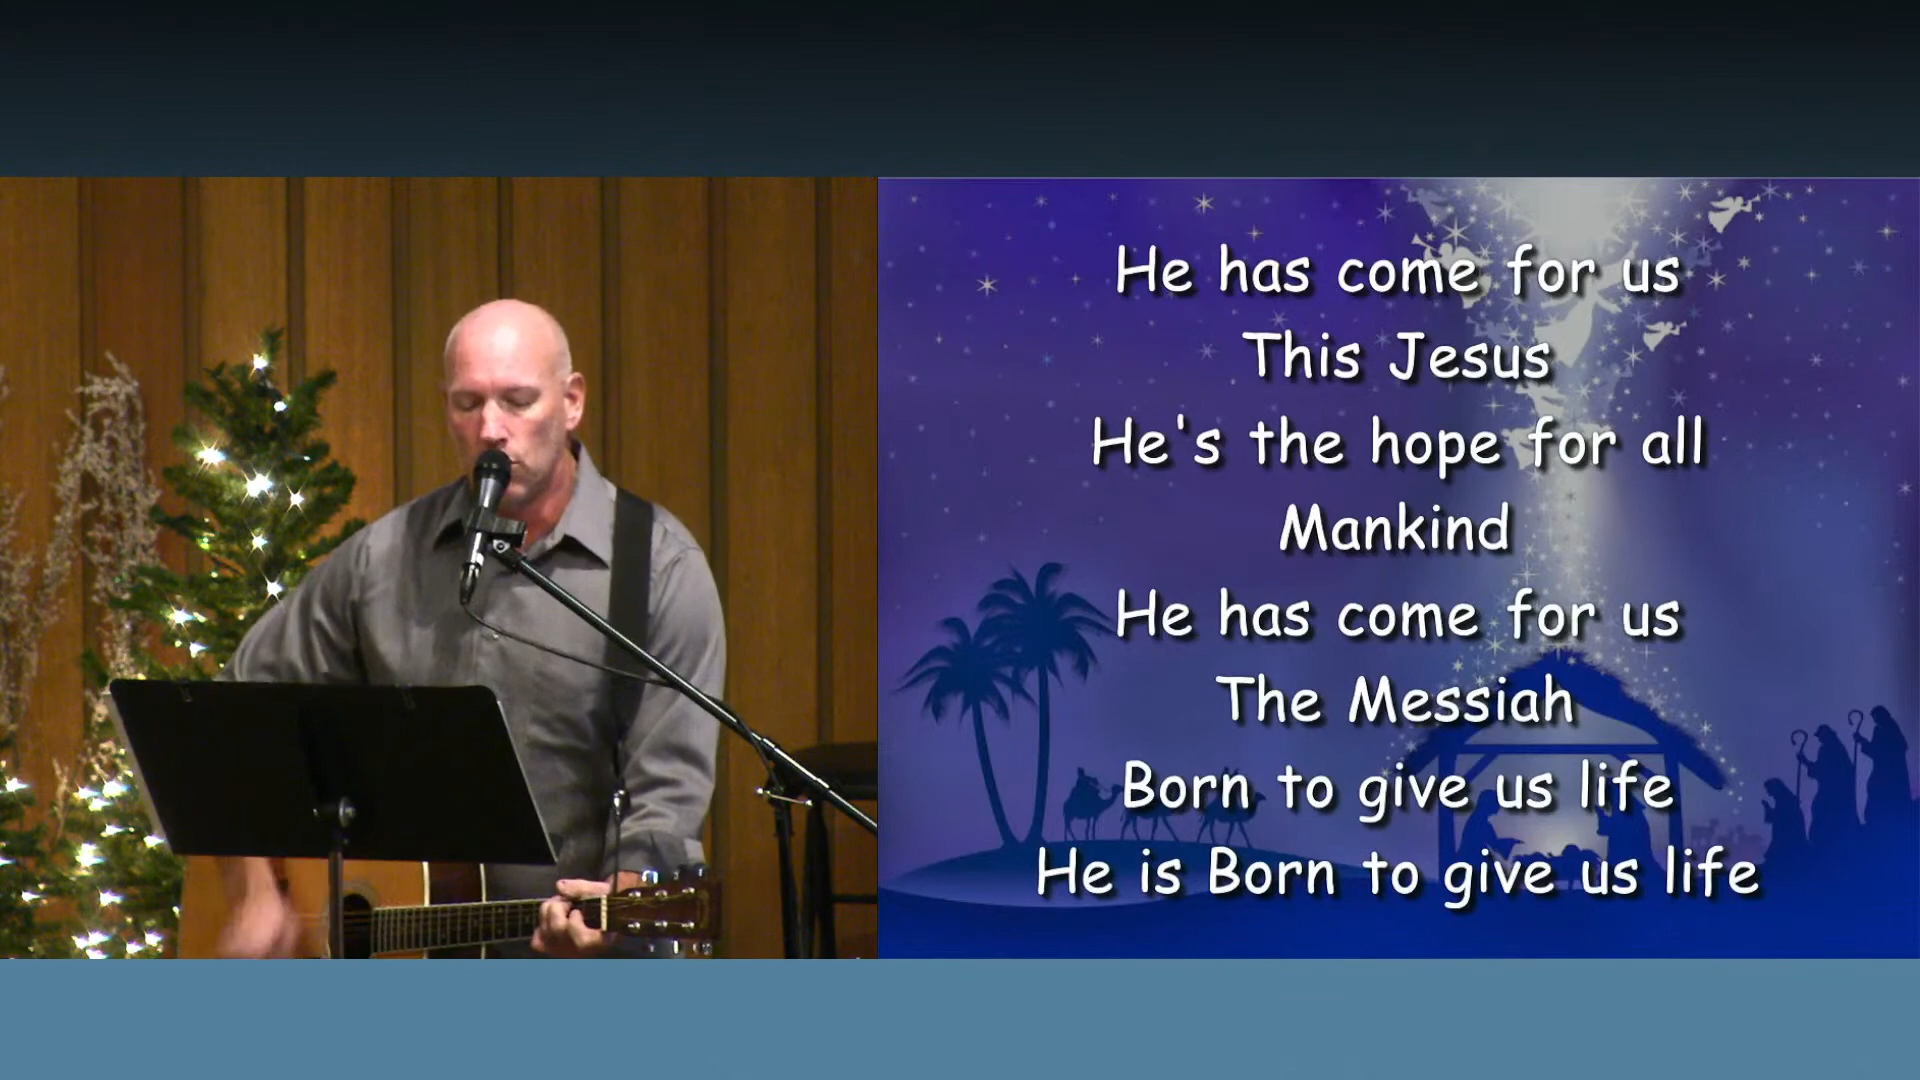 He has come for us
This Jesus
He's the hope for all
Mankind
He has come for us
The Messiah
Born to give us life
He is Born to give us life